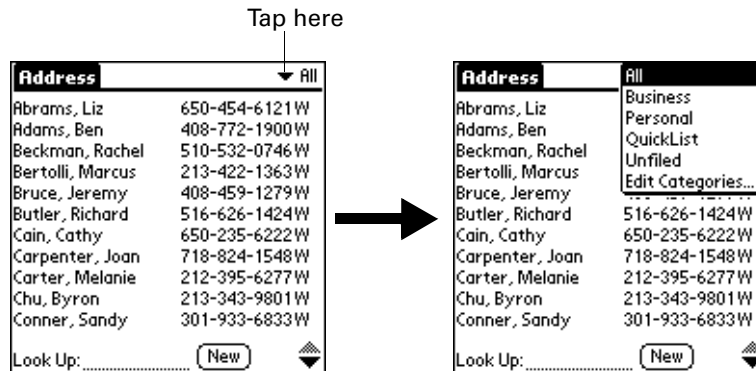 Tap here
Address All
Abrams, Liz 650-454-6121W
Adams, Ben 408-772-1900W
Beckman, Rachel 510-532-0746W
Bertolli, Marcus 213-422-1363W
Bruce, Jeremy 408-459-1279W
Butler, Richard 516-626-1424W
Cain, Cathy 650-235-6222W
Carpenter, Joan 718-824-1548W
Carter, Melanie 212-395-6277W
Chu, Byron 213-343-9801W
Conner, Sandy 301-933-6833W
Look Up: New
Address All
Abrams, Liz Business
Adams, Ben Personal
Beckman, Rachel QuickList
Bertolli, Marcus Unfiled
Bruce, Jeremy Edit Categories...
Butler, Richard 516-626-1424W
Cain, Cathy 650-235-6222W
Carpenter, Joan 718-824-1548W
Carter, Melanie 212-395-6277W
Chu, Byron 213-343-9801W
Conner, Sandy 301-933-6833W
Look Up: New